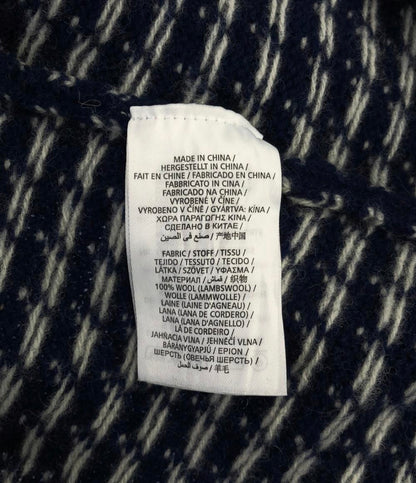 MADE IN CHINA /
HERGESTELLT IN CHINA /
FAIT EN CHINE / FABRICADO EN CHINA /
FABBRICATO IN CINA /
FABRICADO NA CHINA /
VYROBENÉ V ČÍNE /
VYROBENO V ČÍNĚ / GYÁRTVA: KÍNA /
ΧΩΡΑ ΠΑΡΑΓΩΓΗΣ ΚΙΝΑ /
СДЕЛАНО В КИТАЕ /
صنع في الصين / 产地中国
FABRIC / STOFF / TISSU /
TEJIDO / TESSUTO / TECIDO /
LÁTKA / SZÖVET / ΥΦΑΣΜΑ /
МАТЕРИАЛ / قماش / 织物
100% WOOL (LAMBSWOOL) /
WOLLE (LAMMWOLLE) /
LAINE (LAINE D'AGNEAU) /
LANA (LANA DE CORDERO) /
LANA (LANA D'AGNELLO) /
LÃ DE CORDEIRO /
JAHŇACIA VLNA / JEHNĚČÍ VLNA /
BÁRÁNYGYAPJÚ / ΕΡΙΟΝ /
ШЕРСТЬ (ОВЕЧЬЯ ШЕРСТЬ) /
صوف الحمل / 羊毛